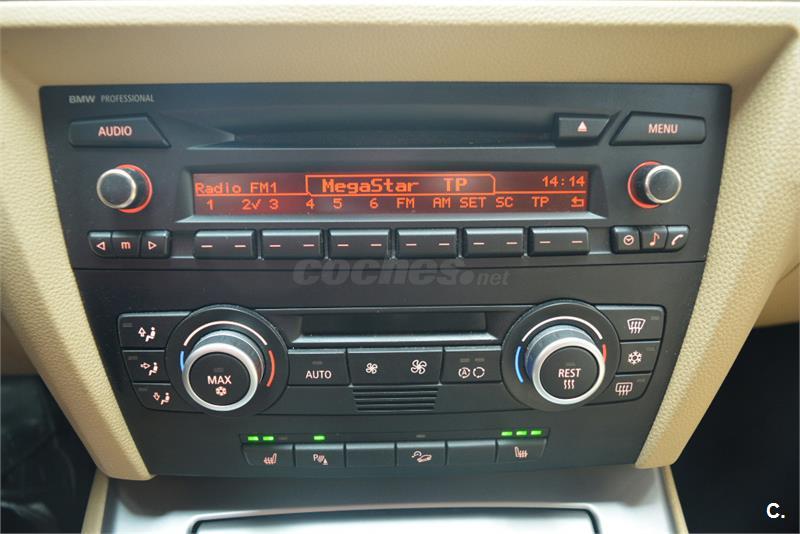 BMW PROFESSIONAL
AUDIO
MENU
Radio FM1 MegaStar TP 14:14
1 2✓ 3 4 5 6 FM AM SET SC TP
m
coches.net
MAX
AUTO
A
REST
P
C.